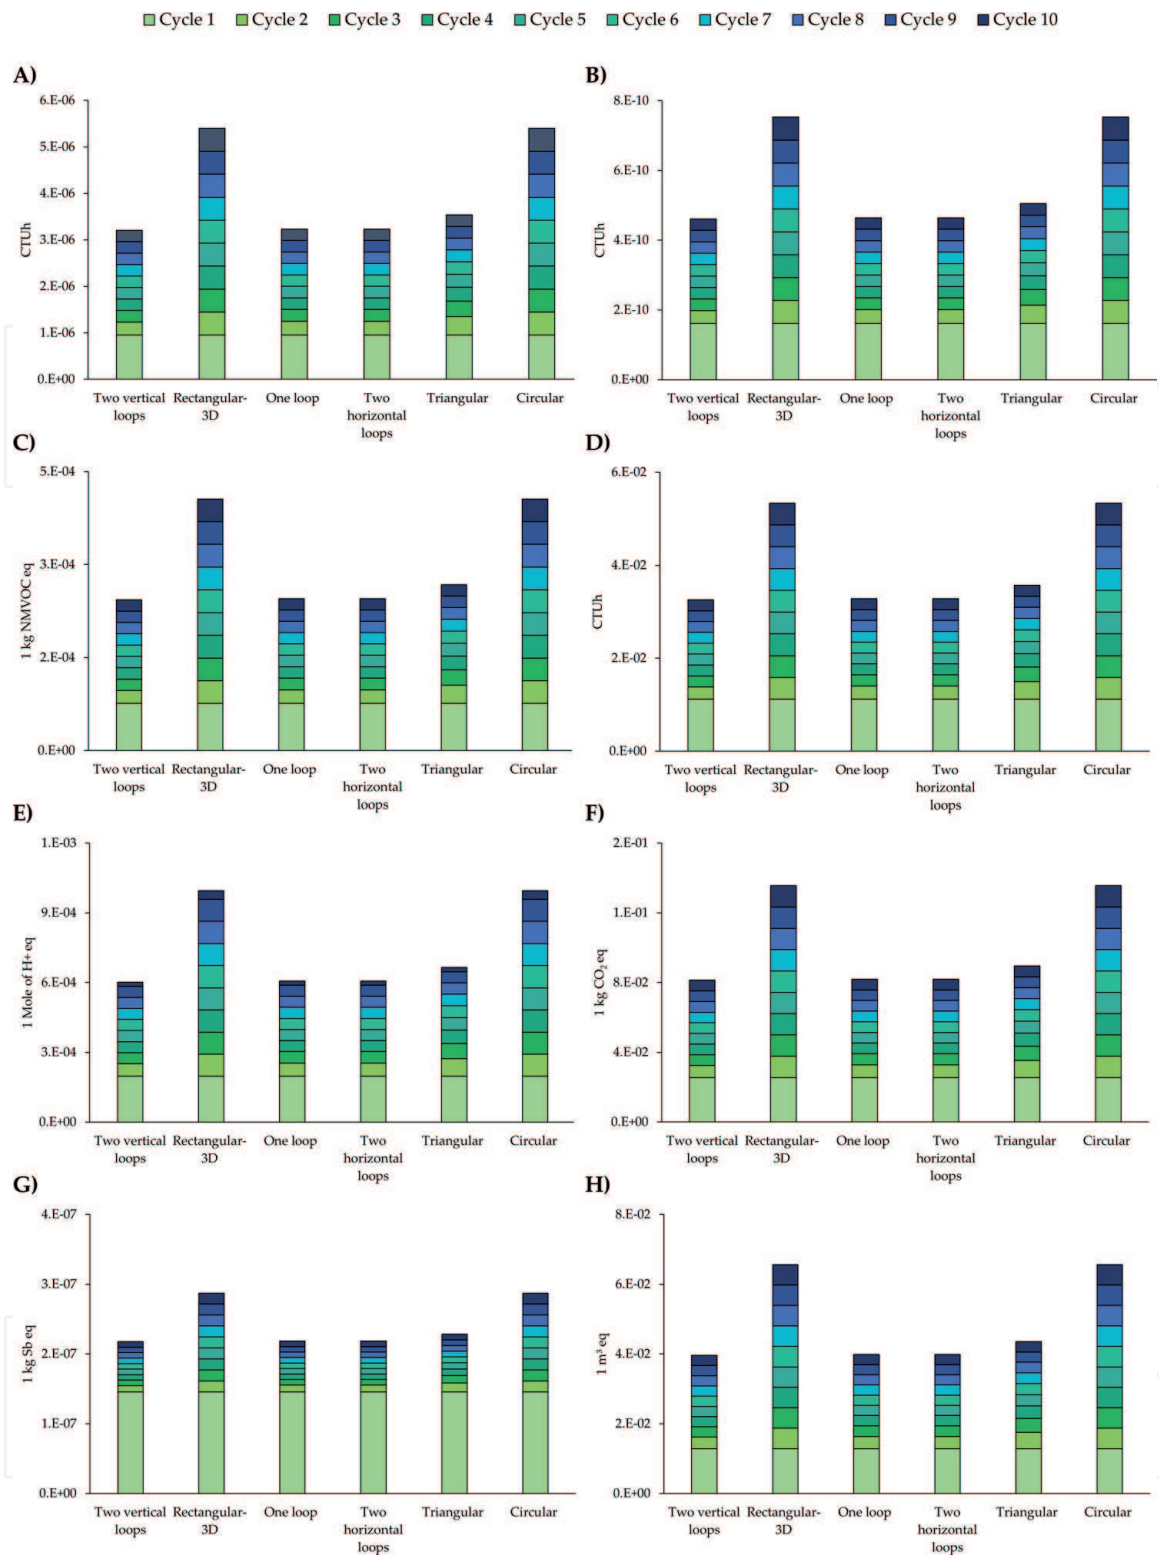 Cycle 1 Cycle 2 Cycle 3 Cycle 4 Cycle 5 Cycle 6 Cycle 7 Cycle 8 Cycle 9 Cycle 10
A)
6.E-06
5.E-06
4.E-06
3.E-06
2.E-06
1.E-06
0.E+00
CTUh
Two vertical Rectangular- One loop Two Triangular Circular
loops 3D horizontal
loops
B)
8.E-10
6.E-10
4.E-10
2.E-10
0.E+00
CTUh
Two vertical Rectangular- One loop Two Triangular Circular
loops 3D horizontal
loops
C)
5.E-04
3.E-04
2.E-04
0.E+00
1 kg NMVOC eq
Two vertical Rectangular- One loop Two Triangular Circular
loops 3D horizontal
loops
D)
6.E-02
4.E-02
2.E-02
0.E+00
CTUh
Two vertical Rectangular- One loop Two Triangular Circular
loops 3D horizontal
loops
E)
1.E-03
9.E-04
6.E-04
3.E-04
0.E+00
1 Mole of H+ eq
Two vertical Rectangular- One loop Two Triangular Circular
loops 3D horizontal
loops
F)
2.E-01
1.E-01
8.E-02
4.E-02
0.E+00
1 kg CO₂ eq
Two vertical Rectangular- One loop Two Triangular Circular
loops 3D horizontal
loops
G)
4.E-07
3.E-07
2.E-07
1.E-07
0.E+00
1 kg Sb eq
Two vertical Rectangular- One loop Two Triangular Circular
loops 3D horizontal
loops
H)
8.E-02
6.E-02
4.E-02
2.E-02
0.E+00
1 m³ eq
Two vertical Rectangular- One loop Two Triangular Circular
loops 3D horizontal
loops